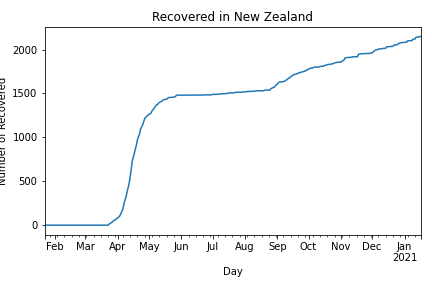 Recovered in New Zealand
Number of Recovered
2000
1500
1000
500
0
Feb Mar Apr May Jun Jul Aug Sep Oct Nov Dec Jan
2021
Day